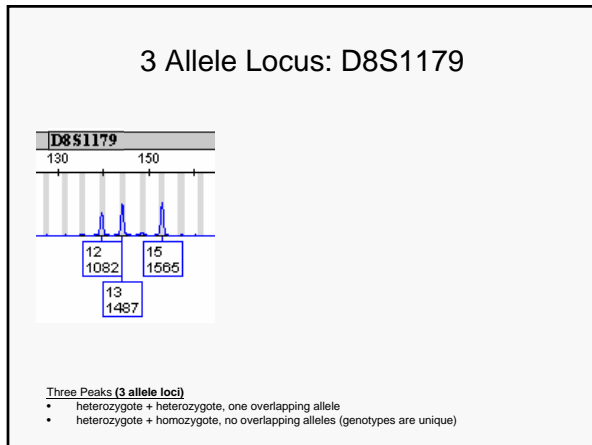 3 Allele Locus: D8S1179
D8S1179
130 150
12
1082
15
1565
13
1487
Three Peaks (3 allele loci)
• heterozygote + heterozygote, one overlapping allele
• heterozygote + homozygote, no overlapping alleles (genotypes are unique)